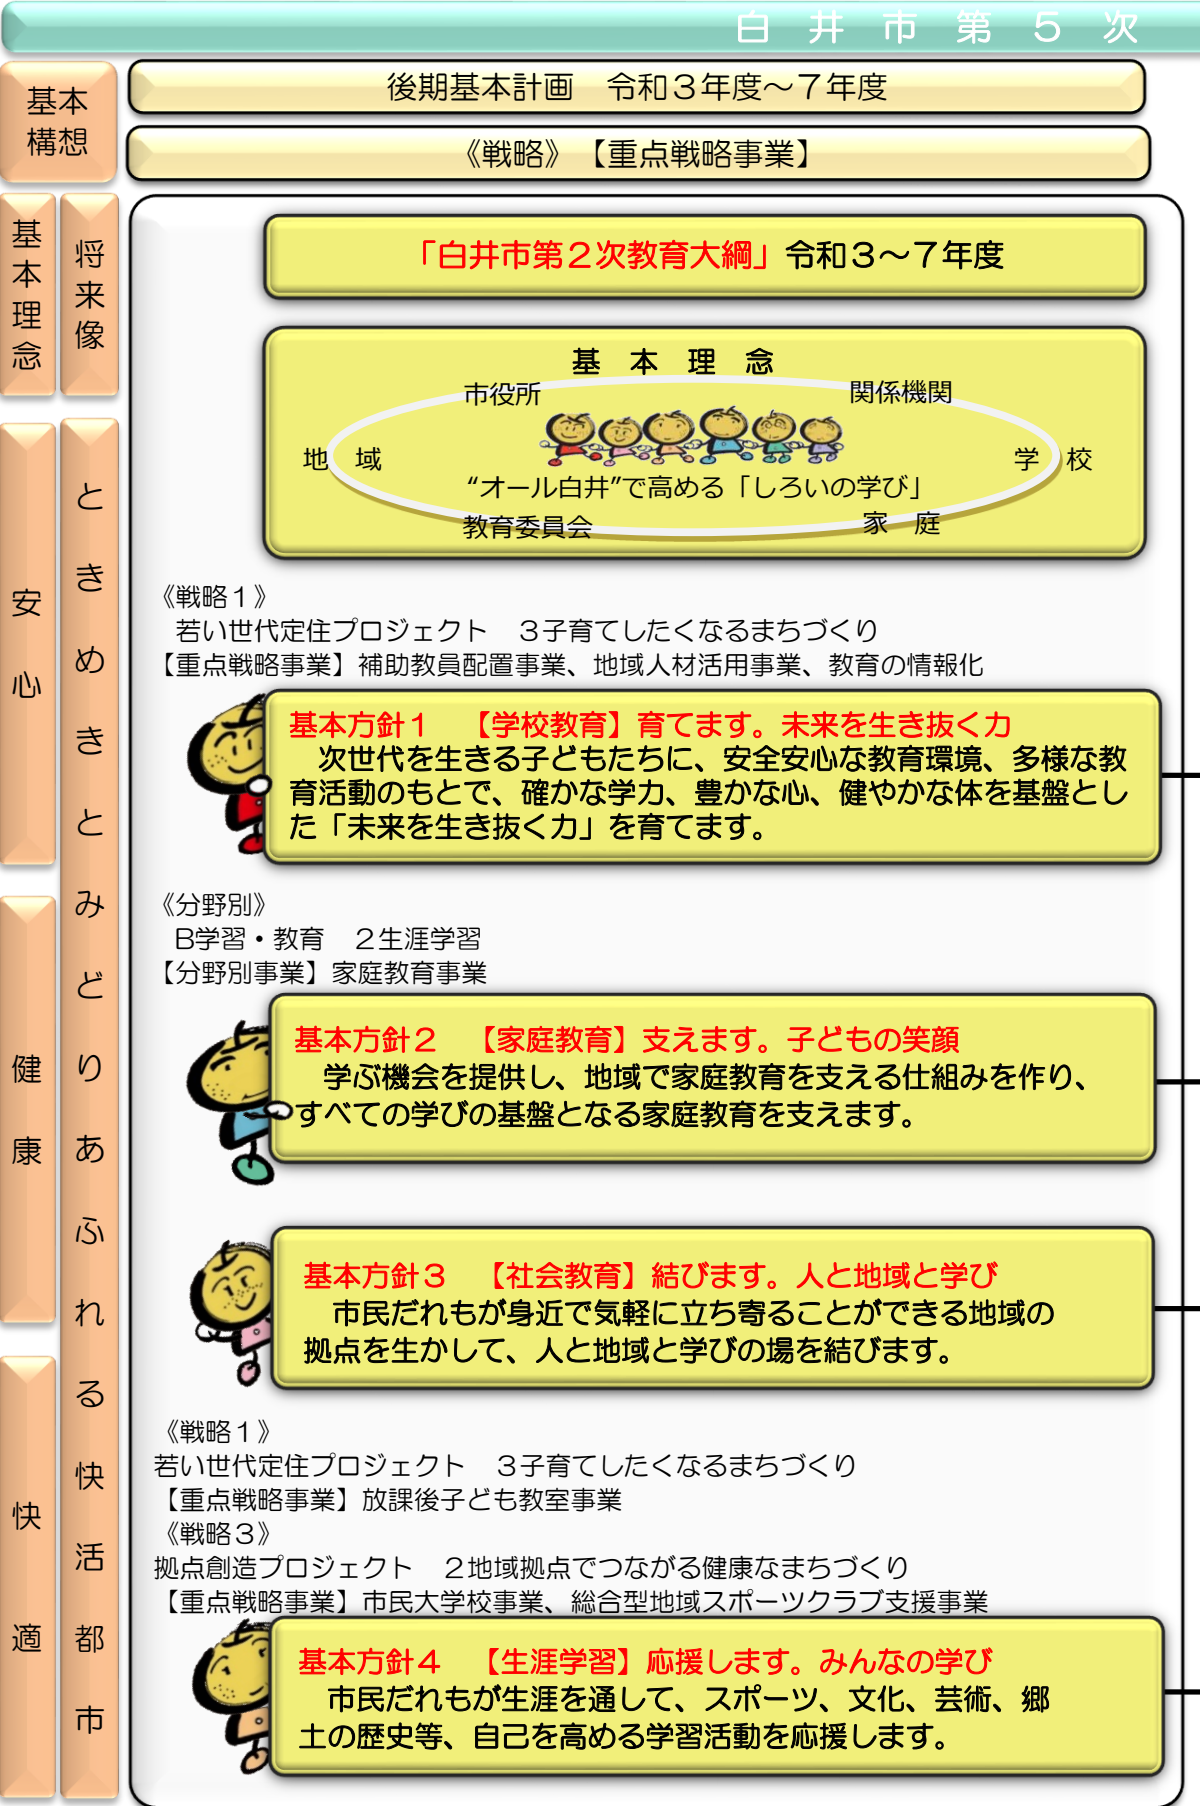 白井市第５次
基本
構想
後期基本計画　令和３年度～７年度
《戦略》【重点戦略事業】
基本理念
将来像
安心
健康
快適
ときめきとみどりあふれる快活都市
「白井市第２次教育大綱」令和３～７年度
基　本　理　念
市役所
関係機関
地　域
学　校
“オール白井”で高める「しろいの学び」
教育委員会
家　庭
《戦略１》
若い世代定住プロジェクト　３子育てしたくなるまちづくり
【重点戦略事業】補助教員配置事業、地域人材活用事業、教育の情報化
基本方針１　【学校教育】育てます。未来を生き抜く力
次世代を生きる子どもたちに、安全安心な教育環境、多様な教
育活動のもとで、確かな学力、豊かな心、健やかな体を基盤とし
た「未来を生き抜く力」を育てます。
《分野別》
B学習・教育　２生涯学習
【分野別事業】家庭教育事業
基本方針２　【家庭教育】支えます。子どもの笑顔
学ぶ機会を提供し、地域で家庭教育を支える仕組みを作り、
すべての学びの基盤となる家庭教育を支えます。
基本方針３　【社会教育】結びます。人と地域と学び
市民だれもが身近で気軽に立ち寄ることができる地域の
拠点を生かして、人と地域と学びの場を結びます。
《戦略１》
若い世代定住プロジェクト　３子育てしたくなるまちづくり
【重点戦略事業】放課後子ども教室事業
《戦略３》
拠点創造プロジェクト　２地域拠点でつながる健康なまちづくり
【重点戦略事業】市民大学校事業、総合型地域スポーツクラブ支援事業
基本方針４　【生涯学習】応援します。みんなの学び
市民だれもが生涯を通して、スポーツ、文化、芸術、郷
土の歴史等、自己を高める学習活動を応援します。